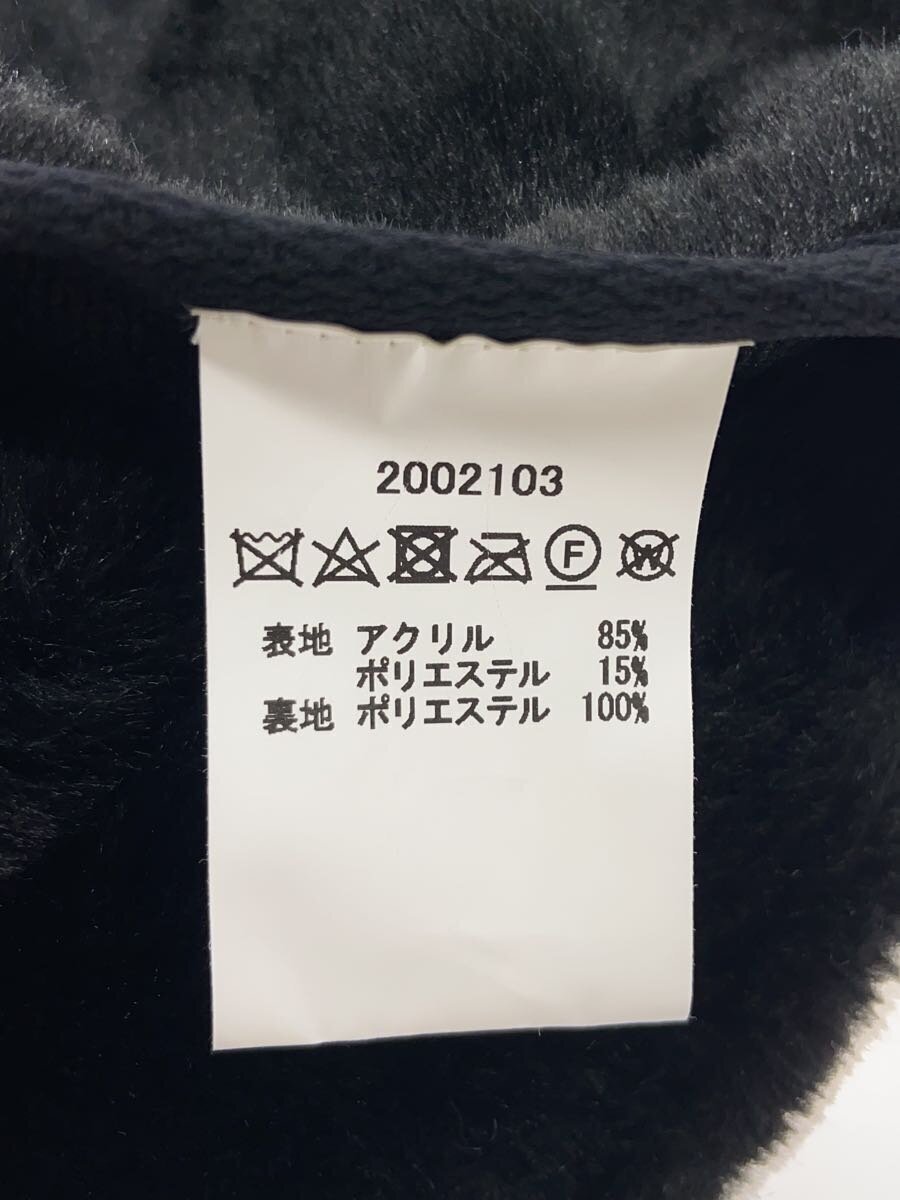 2002103
F W
表地 アクリル 85%
ポリエステル 15%
裏地 ポリエステル 100%